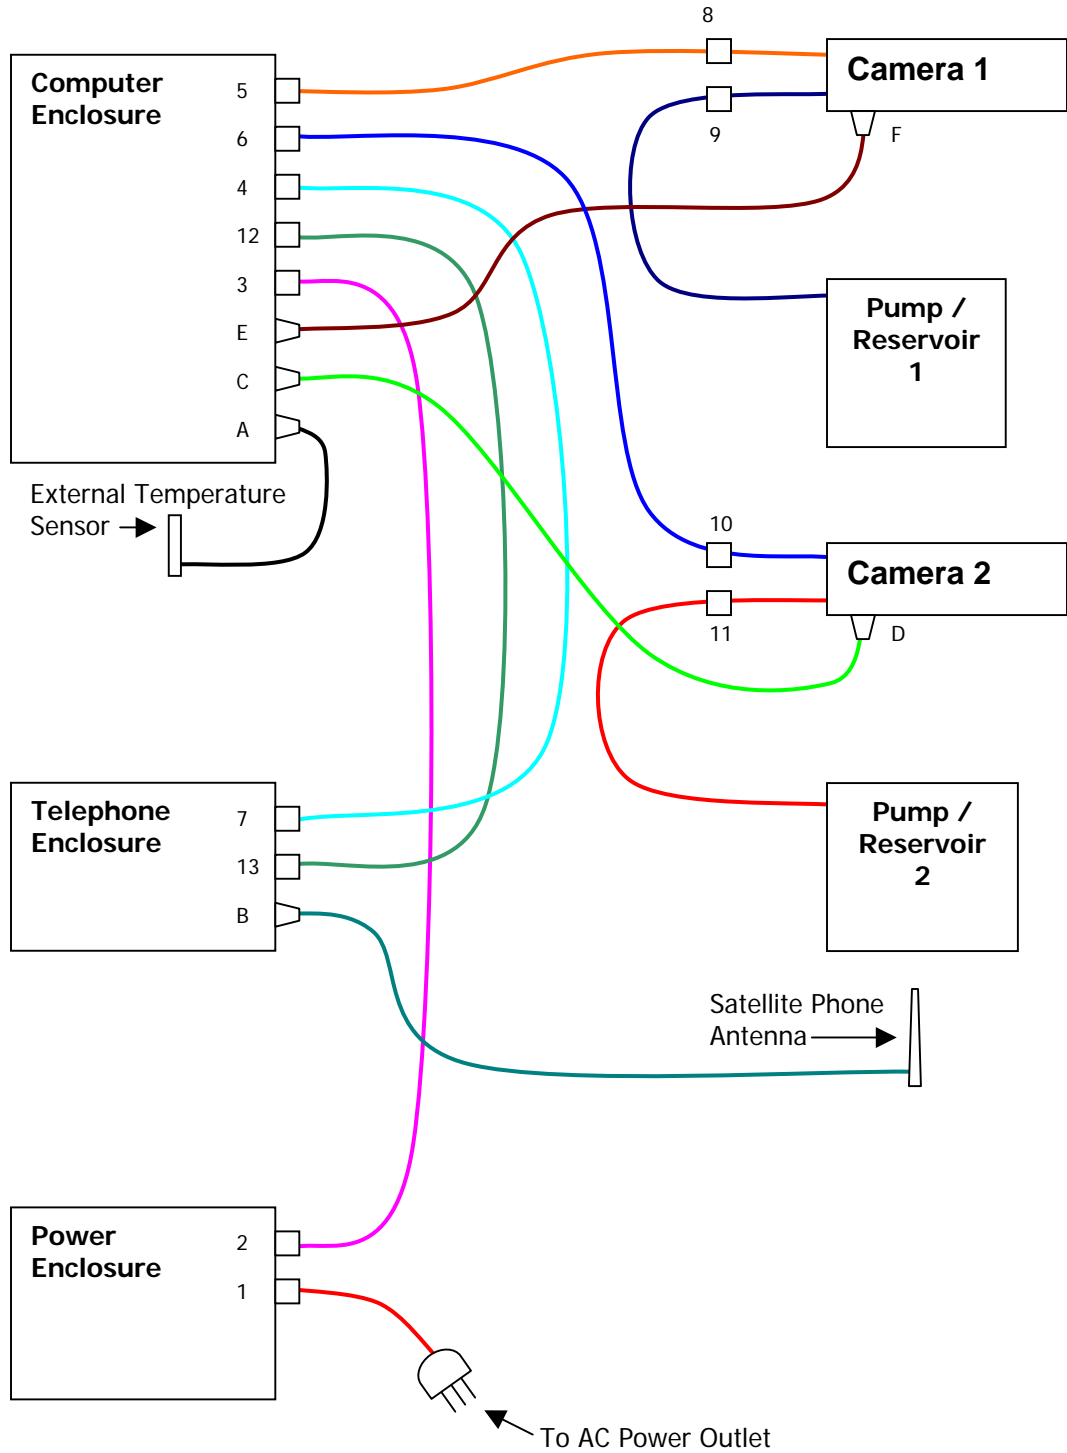 8
Camera 1
9
F
Computer
Enclosure
5
6
4
12
3
E
C
A
Pump /
Reservoir
1
External Temperature
Sensor
10
Camera 2
11
D
Telephone
Enclosure
7
13
B
Pump /
Reservoir
2
Satellite Phone
Antenna
Power
Enclosure
2
1
To AC Power Outlet